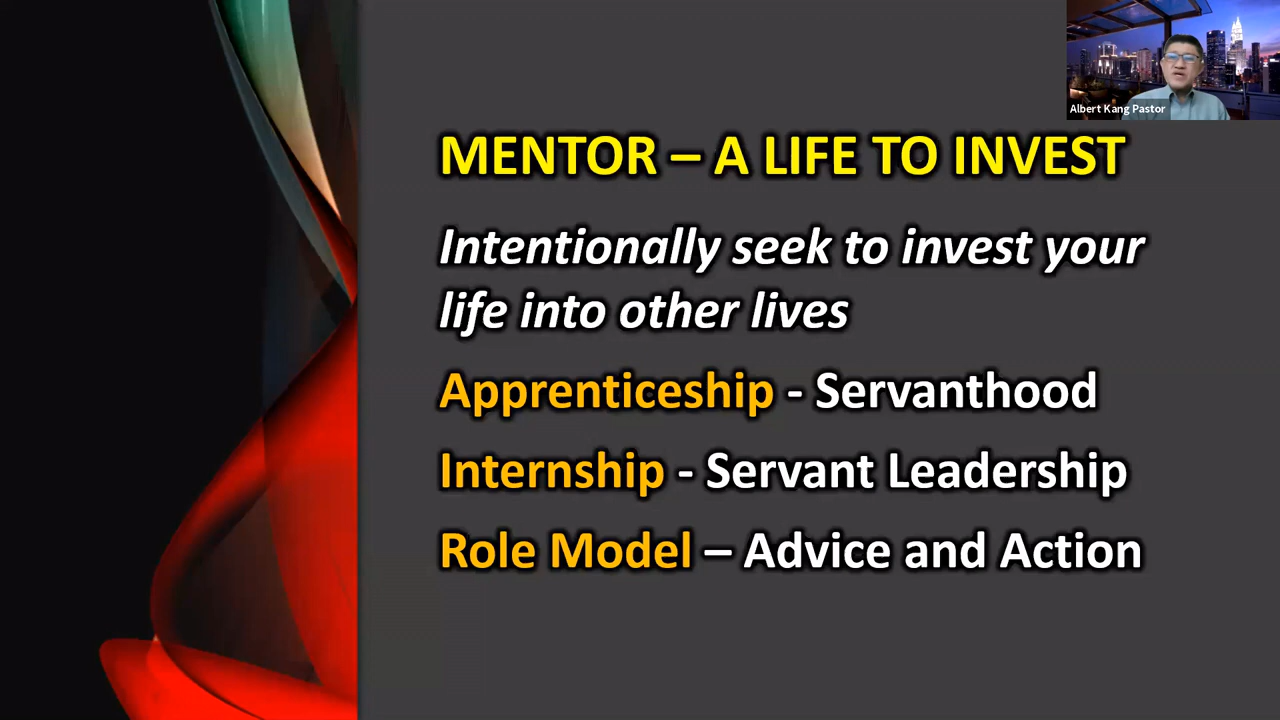 Albert Kang Pastor
MENTOR – A LIFE TO INVEST
Intentionally seek to invest your
life into other lives
Apprenticeship - Servanthood
Internship - Servant Leadership
Role Model – Advice and Action